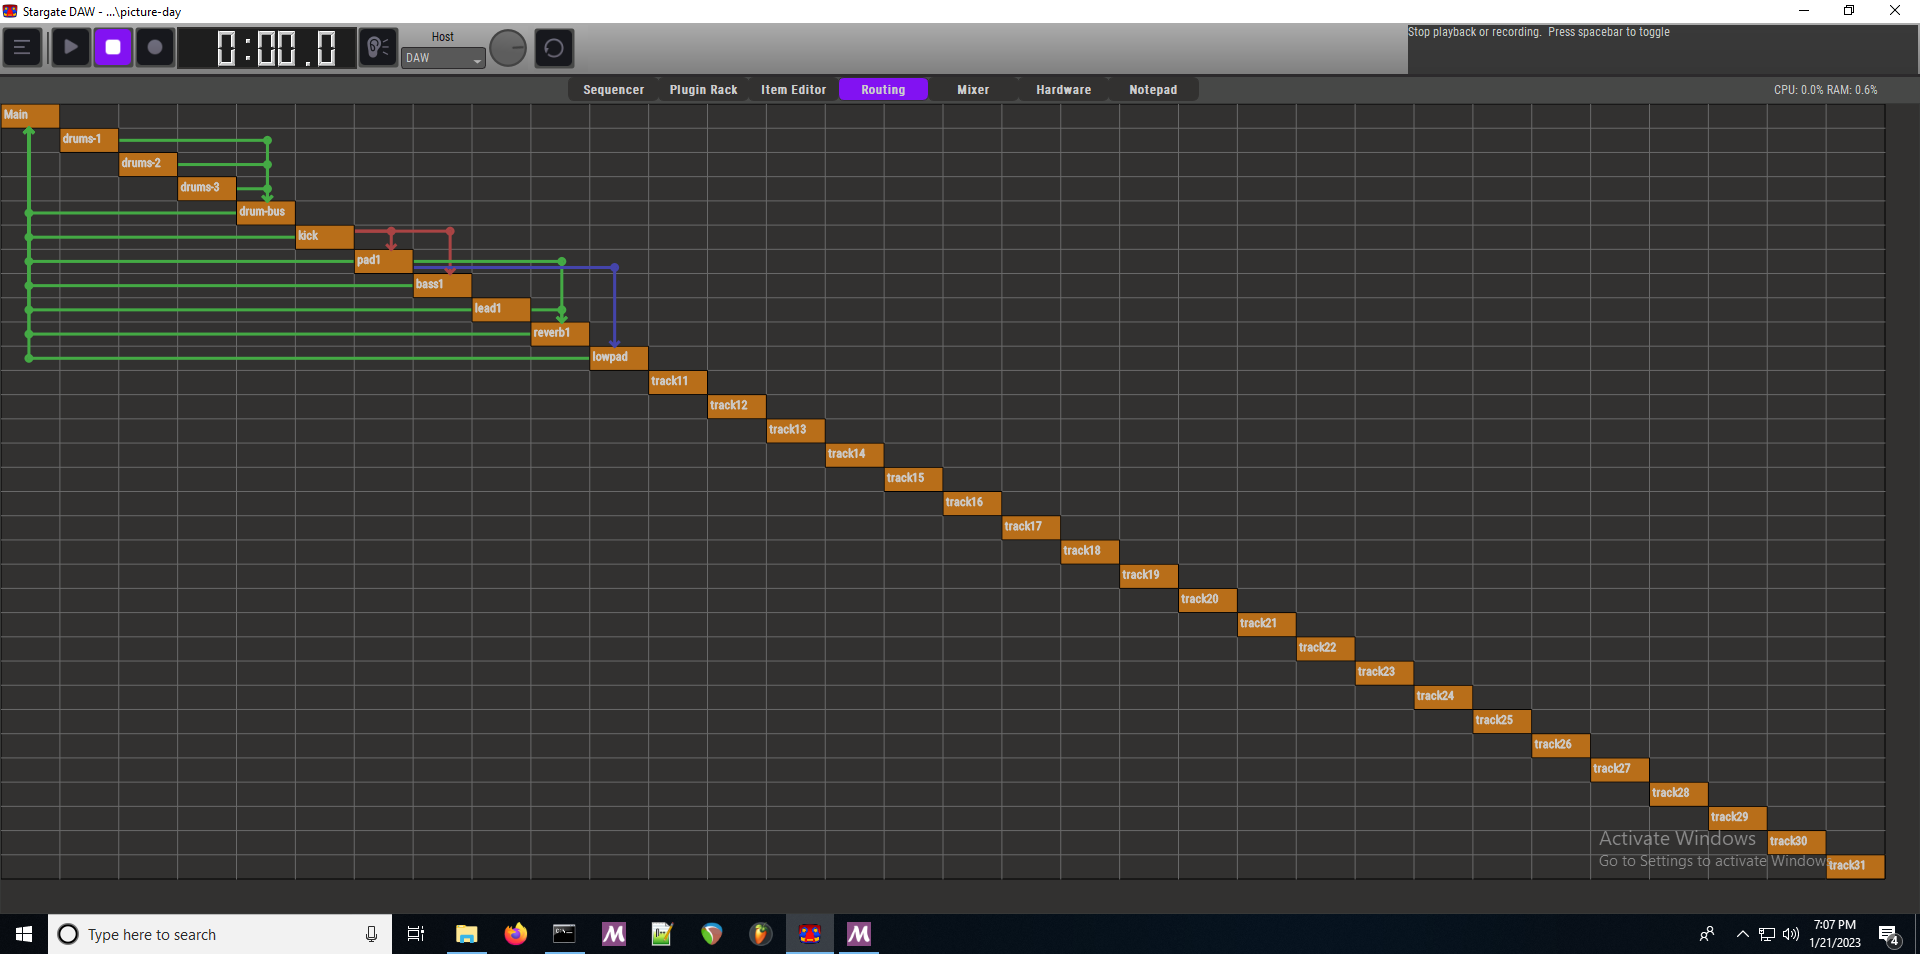 Stargate DAW - ...\picture-day
0:00.0
Host
DAW
Stop playback or recording.  Press spacebar to toggle
Sequencer
Plugin Rack
Item Editor
Routing
Mixer
Hardware
Notepad
CPU: 0.0% RAM: 0.6%
Main
drums-1
drums-2
drums-3
drum-bus
kick
pad1
bass1
lead1
reverb1
lowpad
track11
track12
track13
track14
track15
track16
track17
track18
track19
track20
track21
track22
track23
track24
track25
track26
track27
track28
track29
track30
track31
Activate Windows
Go to Settings to activate Windows
Type here to search
7:07 PM
1/21/2023
4